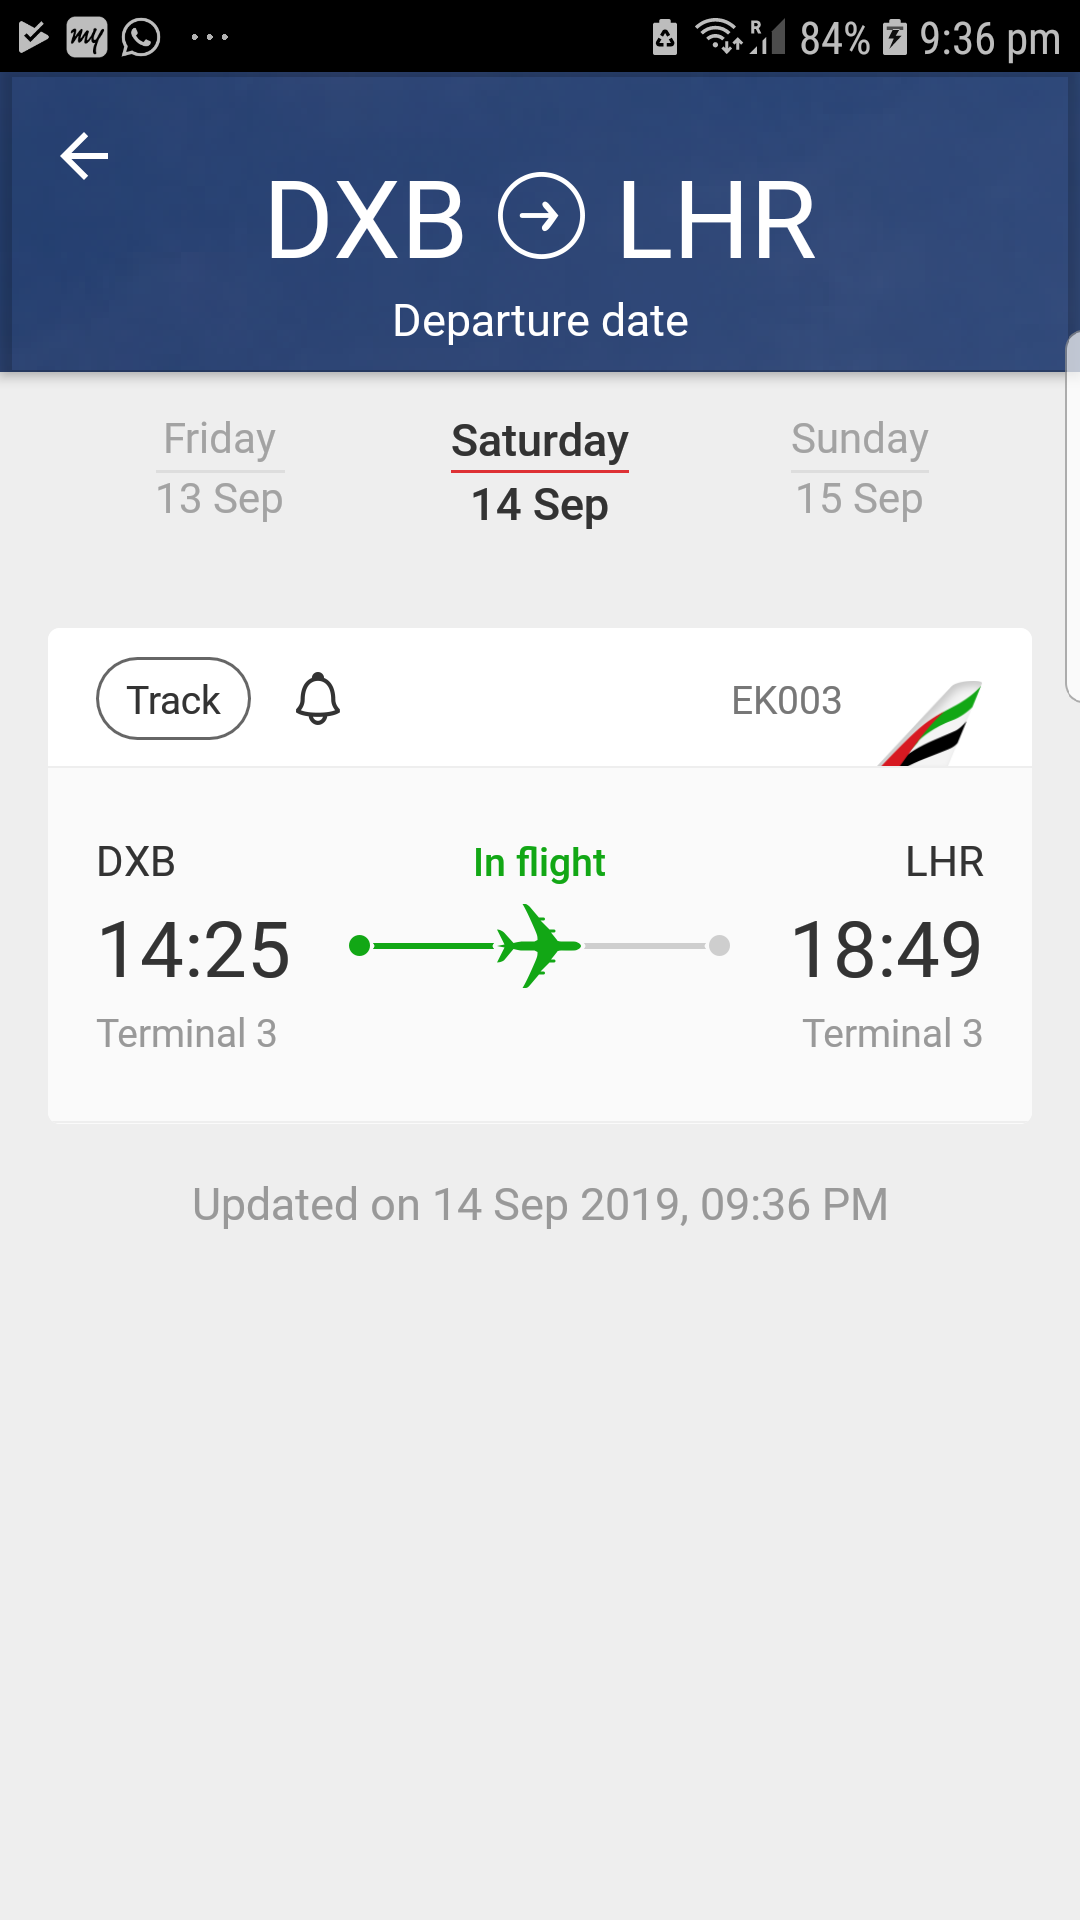 my R 84% 9:36 pm
DXB LHR
Departure date
Friday Saturday Sunday
13 Sep 14 Sep 15 Sep
Track EK003
DXB In flight LHR
14:25 18:49
Terminal 3 Terminal 3
Updated on 14 Sep 2019, 09:36 PM